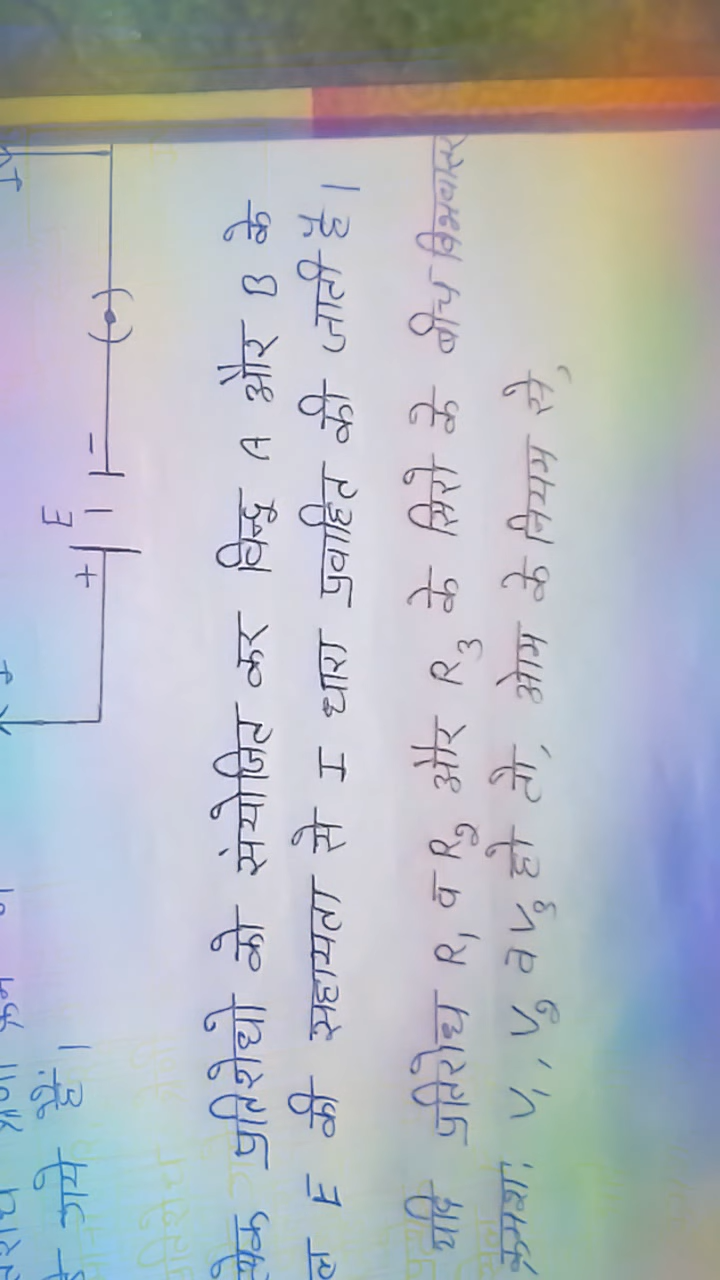 I
+ E -
(•)
गये हैं।
प्रतिरोधो को संयोजित कर बिन्दु A और B के
E की सहायता से I धारा प्रवाहित की जाती है।
यदि प्रतिरोध R₁ व R₂ और R₃ के सिरो के बीच विभवान्तर
क्रमशः V₁, V₂ व V₃ हो तो, ओम के नियम से,